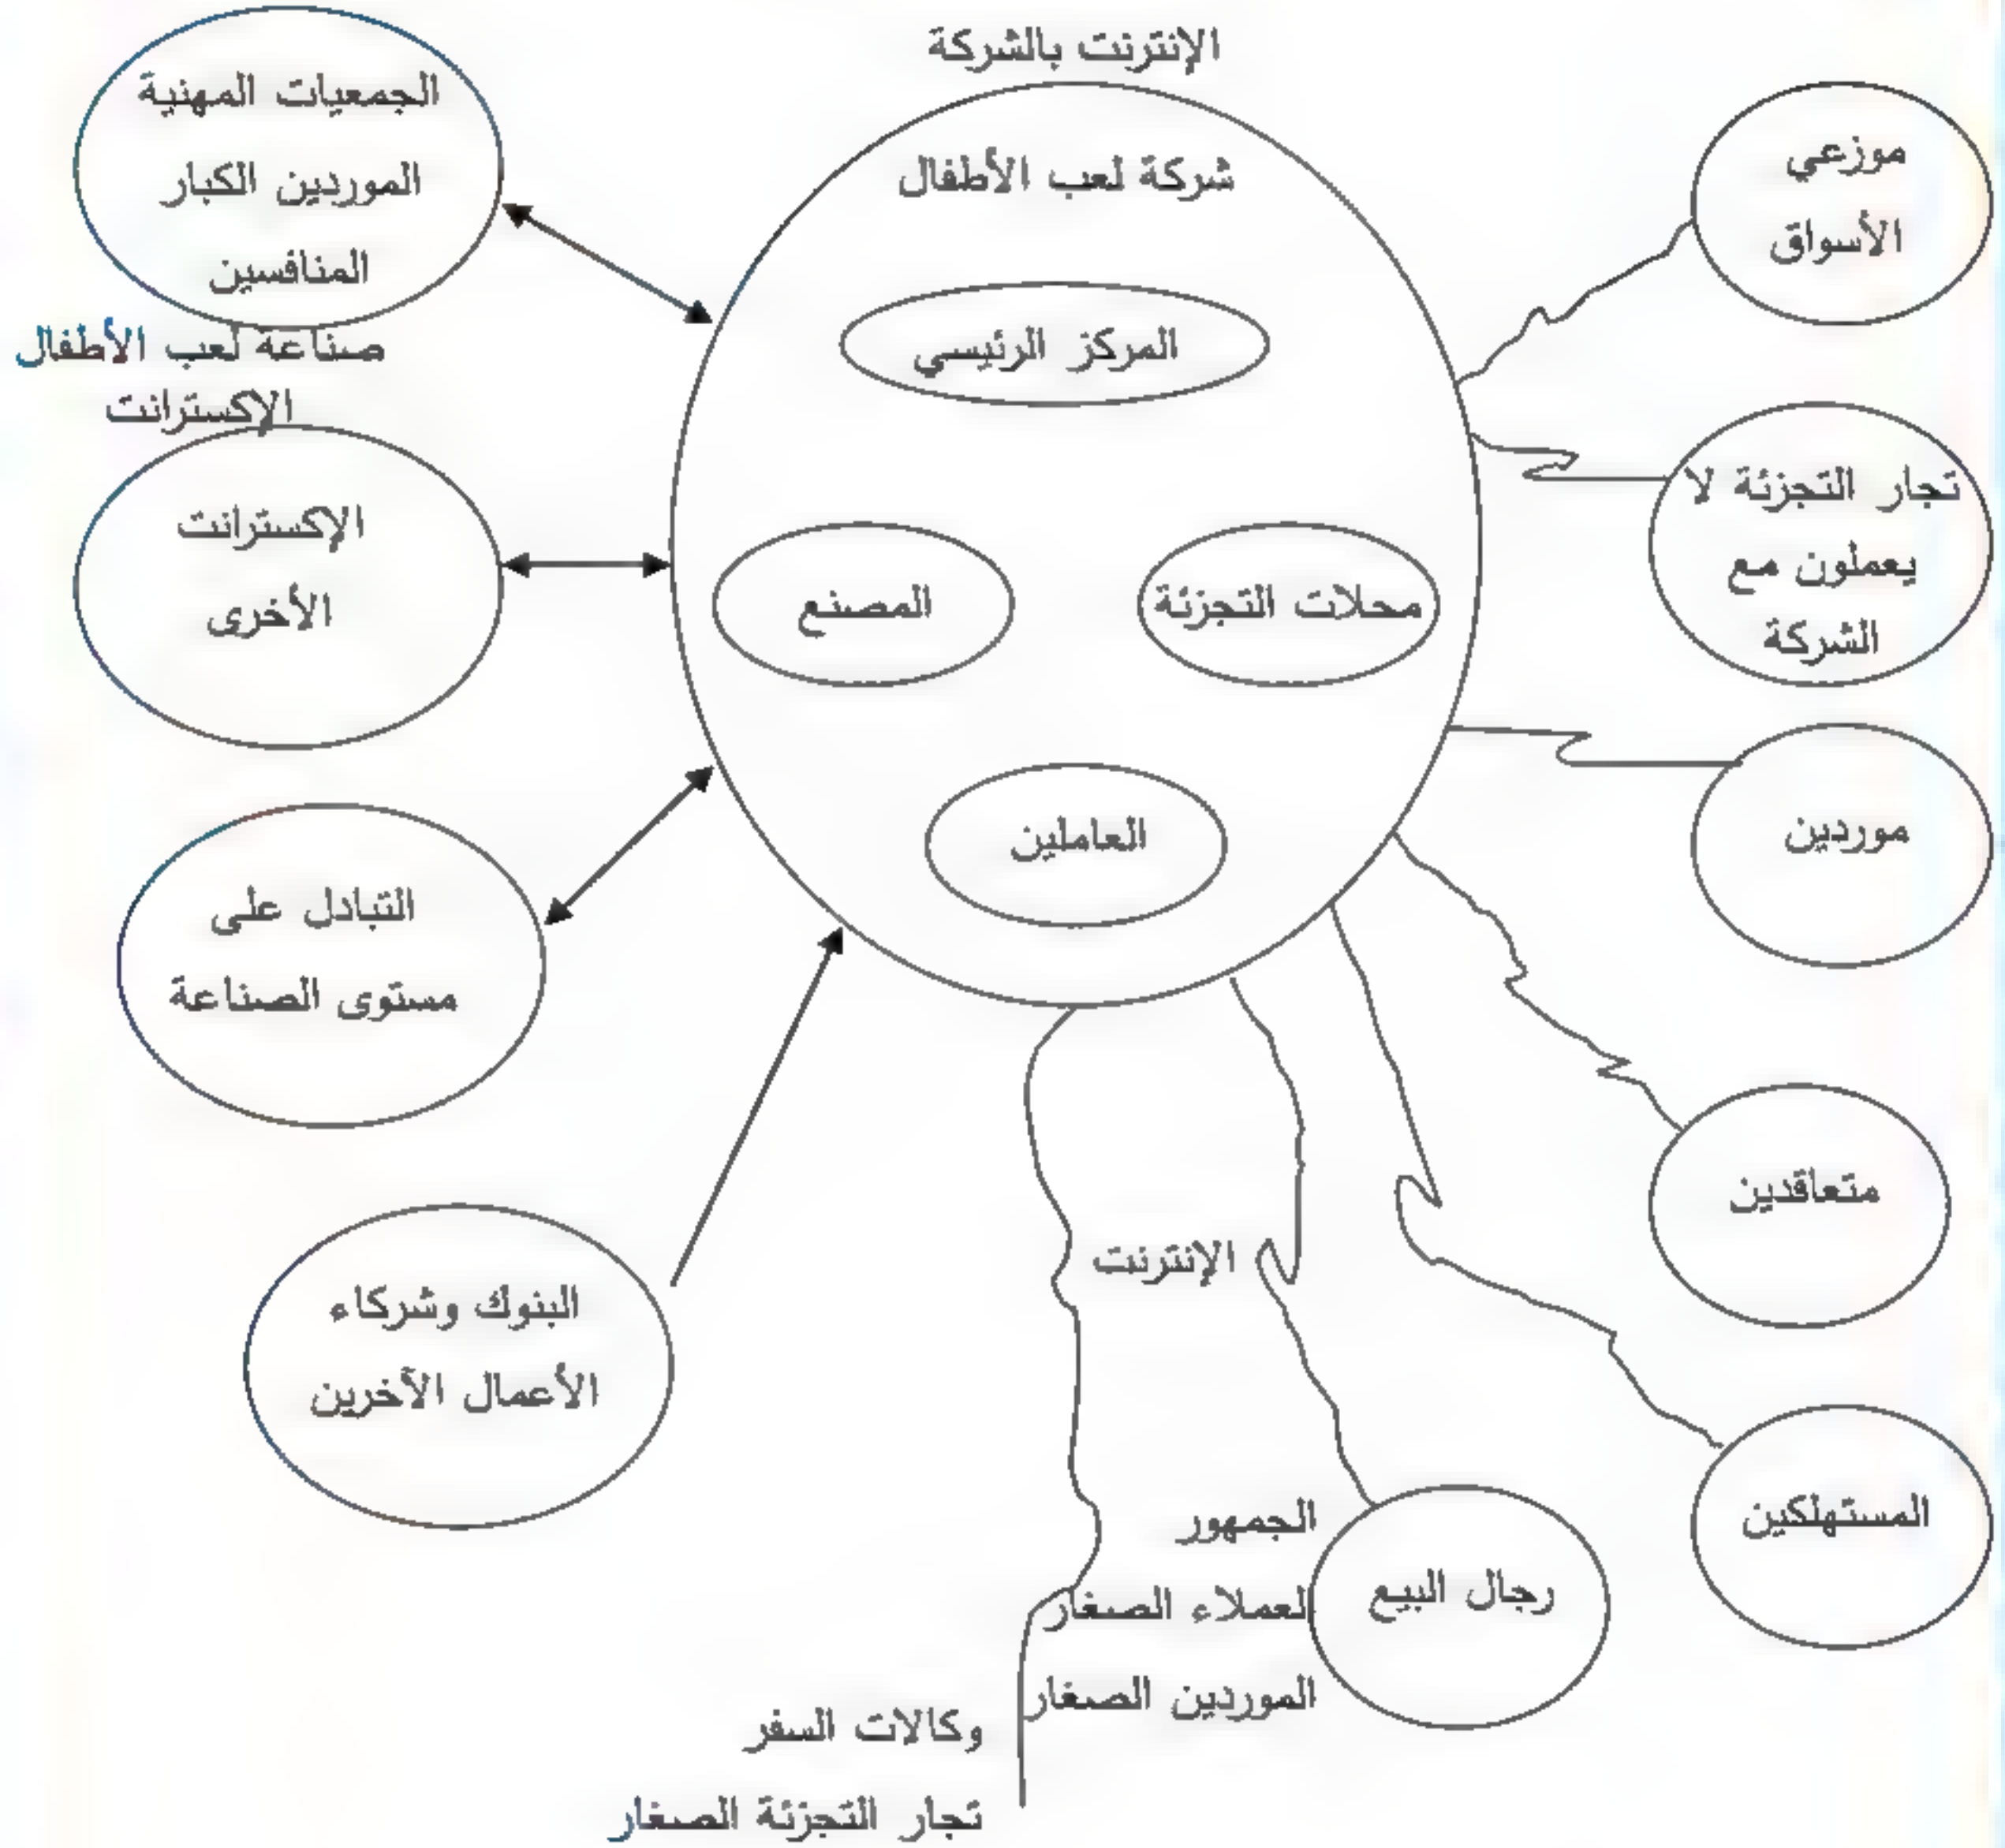 الإنترنت بالشركة
شركة لعب الأطفال
المركز الرئيسي
محلات التجزئة
المصنع
العاملين
موزعي
الأسواق
تجار التجزئة لا
يعملون مع
الشركة
موردين
متعاقدين
المستهلكين
رجال البيع
الإنترنت
الجمهور
لعملاء الصغار
الموردين الصغار
وكالات السفر
تجار التجزئة الصغار
الجمعيات المهنية
الموردين الكبار
المنافسين
صناعة لعب الأطفال
الإكسترانت
الإكسترانت
الأخرى
التبادل على
مستوى الصناعة
البنوك وشركاء
الأعمال الآخرين